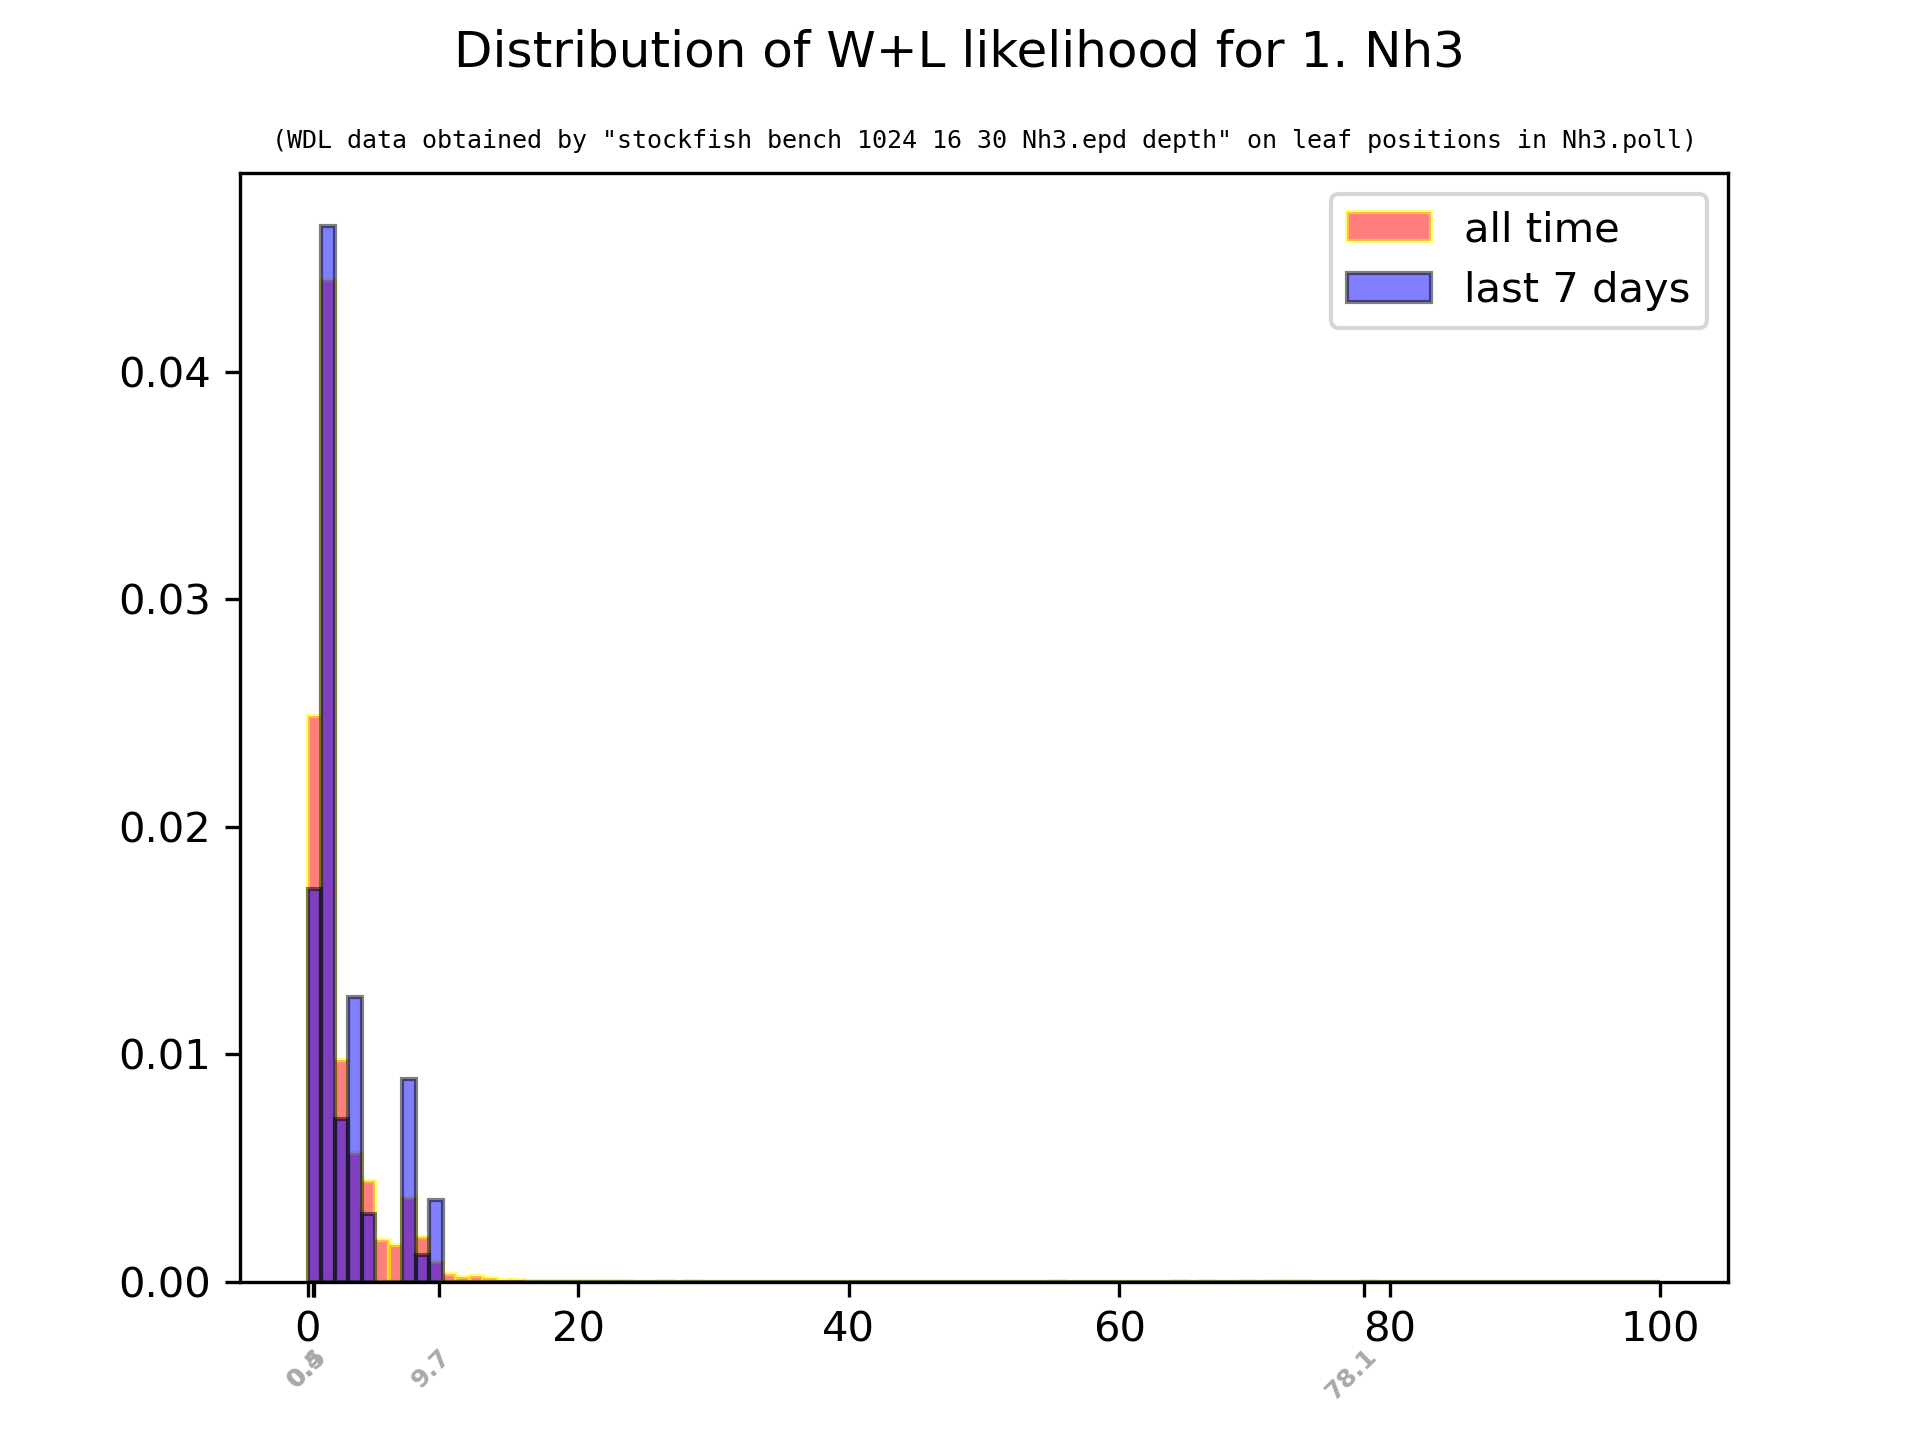 Distribution of W+L likelihood for 1. Nh3
(WDL data obtained by "stockfish bench 1024 16 30 Nh3.epd depth" on leaf positions in Nh3.poll)
all time
last 7 days
0.04
0.03
0.02
0.01
0.00
0 20 40 60 80 100
9.7 78.1